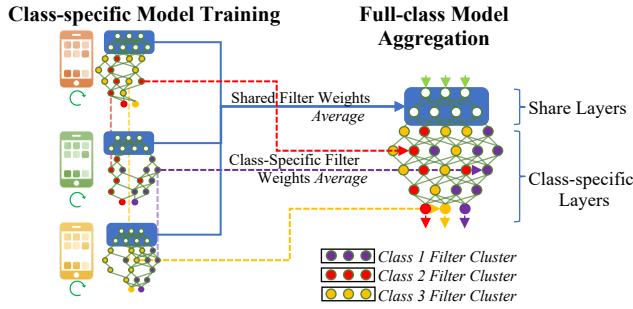 Class-specific Model Training
Full-class Model
Aggregation
Shared Filter Weights
Average
Share Layers
Class-Specific Filter
Weights Average
Class-specific
Layers
Class 1 Filter Cluster
Class 2 Filter Cluster
Class 3 Filter Cluster